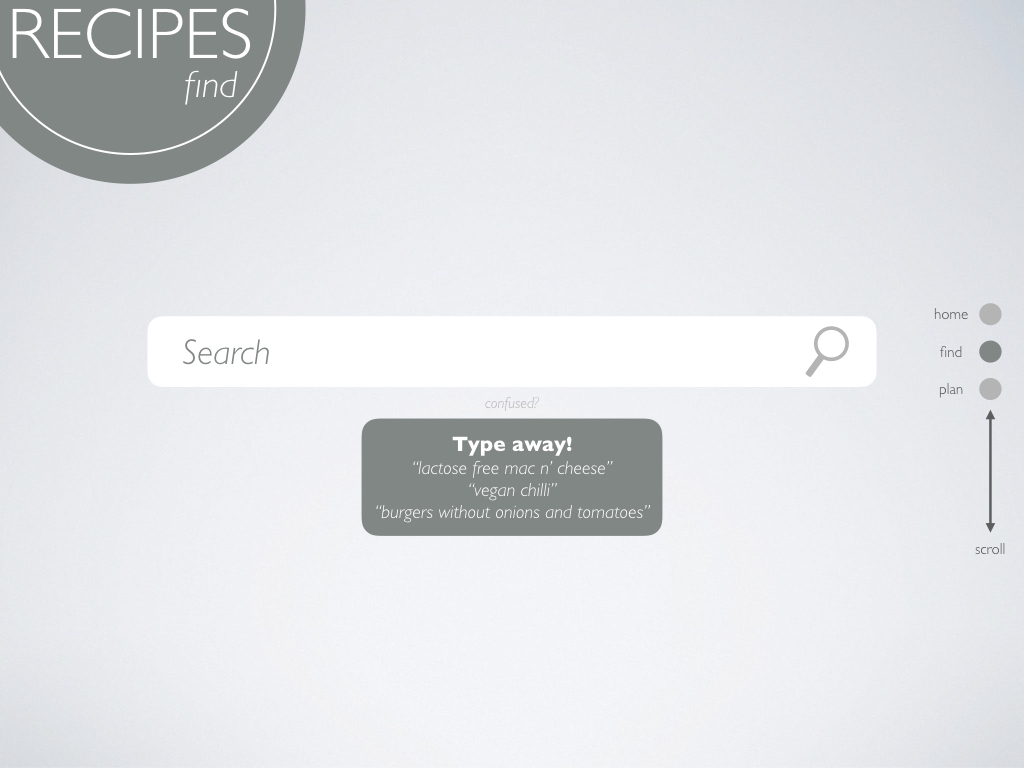 RECIPES
find
Search
confused?
Type away!
“lactose free mac n’ cheese”
“vegan chilli”
“burgers without onions and tomatoes”
home
find
plan
scroll